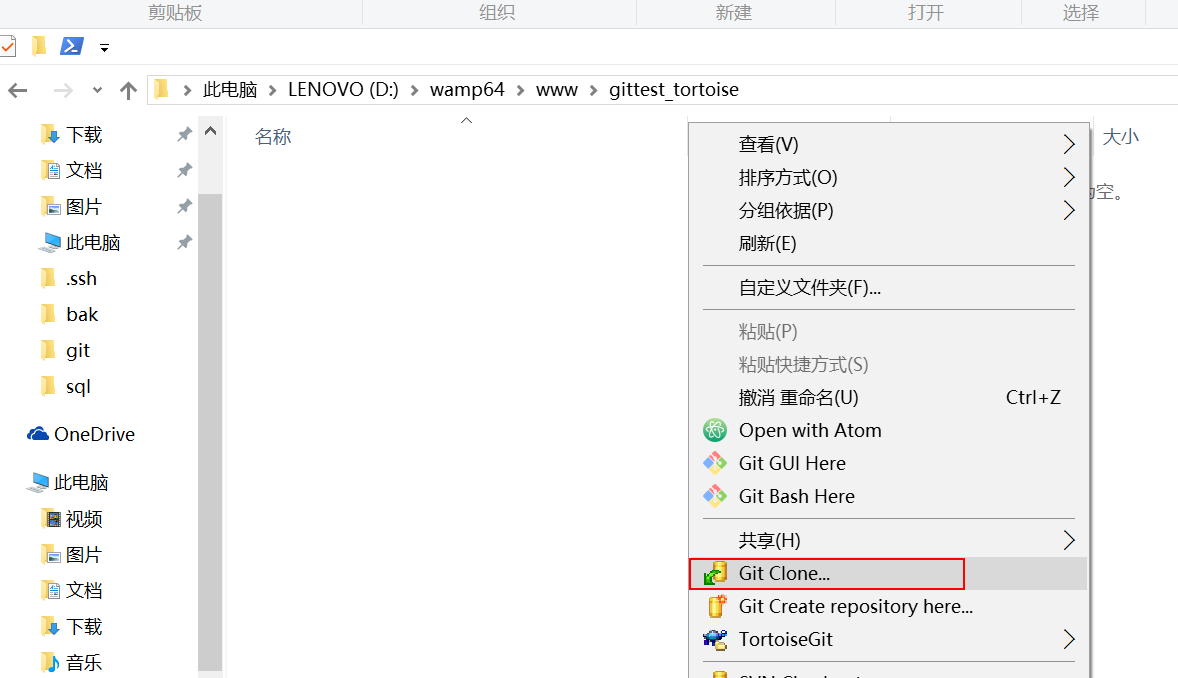 剪贴板 组织 新建 打开 选择
此电脑 LENOVO (D:) wamp64 www gittest_tortoise
下载
文档
图片
此电脑
.ssh
bak
git
sql
OneDrive
此电脑
视频
图片
文档
下载
音乐
名称 大小
空。
查看(V)
排序方式(O)
分组依据(P)
刷新(E)
自定义文件夹(F)...
粘贴(P)
粘贴快捷方式(S)
撤消 重命名(U) Ctrl+Z
Open with Atom
Git GUI Here
Git Bash Here
共享(H)
Git Clone...
Git Create repository here...
TortoiseGit